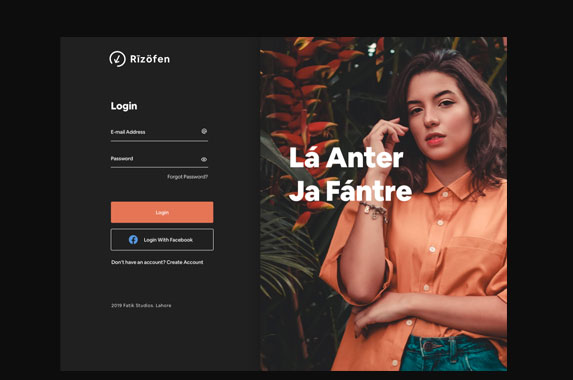 Rīzöfen
Login
E-mail Address
Password
Forgot Password?
Login
Login With Facebook
Don't have an account? Create Account
2019 Fatik Studios. Lahore
Lá Anter
Ja Fántre